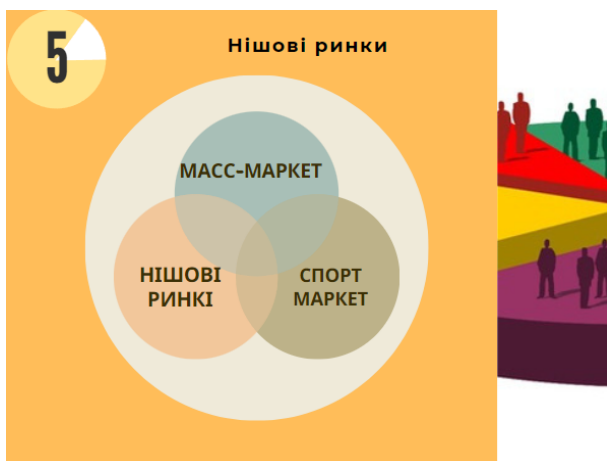 5
Нішові ринки
МАСС-МАРКЕТ
НІШОВІ
РИНКІ
СПОРТ
МАРКЕТ